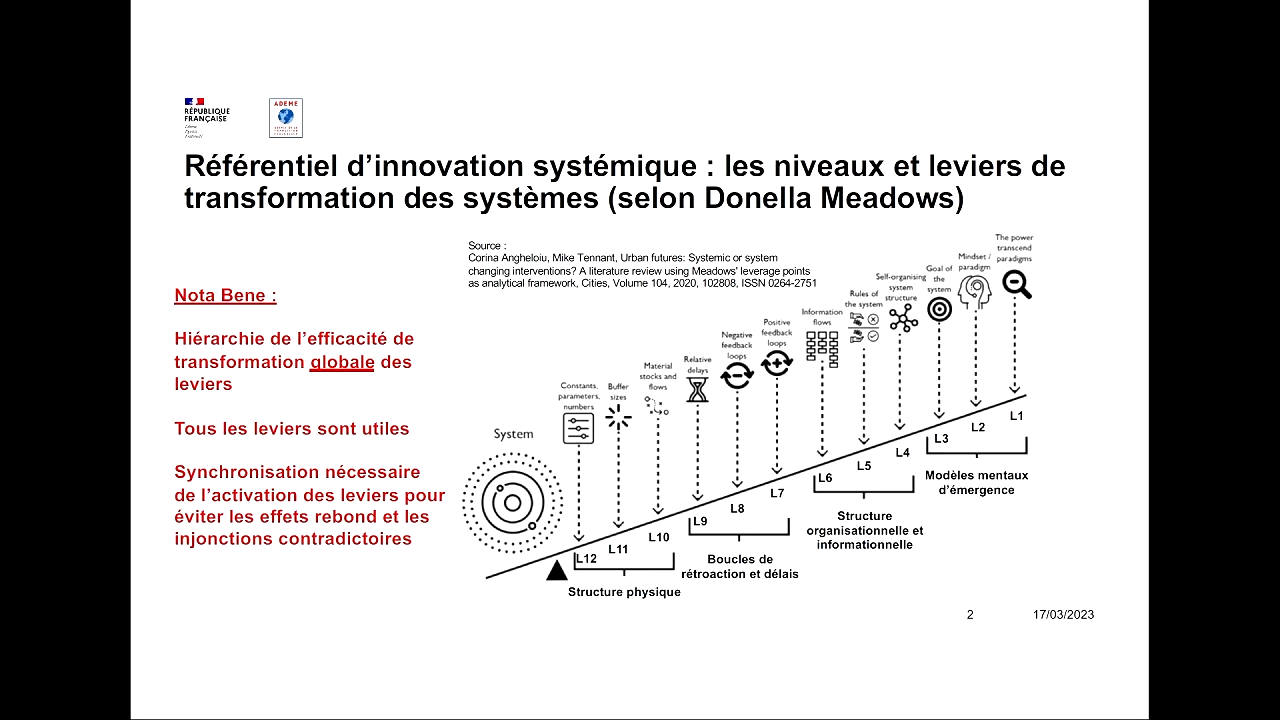 RÉPUBLIQUE
FRANÇAISE
Liberté
Égalité
Fraternité
ADEME
Référentiel d’innovation systémique : les niveaux et leviers de
transformation des systèmes (selon Donella Meadows)
Source :
Corina Angheloiu, Mike Tennant, Urban futures: Systemic or system
changing interventions? A literature review using Meadows' leverage points
as analytical framework, Cities, Volume 104, 2020, 102808, ISSN 0264-2751
Nota Bene :
Hiérarchie de l’efficacité de
transformation globale des
leviers
Tous les leviers sont utiles
Synchronisation nécessaire
de l’activation des leviers pour
éviter les effets rebond et les
injonctions contradictoires
System
Constants,
parameters,
numbers
Buffer
sizes
Material
stocks and
flows
Relative
delays
Negative
feedback
loops
Positive
feedback
loops
Information
flows
Rules of
the system
Self-organising
system
structure
Goal of
the
system
Mindset /
paradigm
The power
transcend
paradigms
L12
L11
L10
L9
L8
L7
L6
L5
L4
L3
L2
L1
Structure physique
Boucles de
rétroaction et délais
Structure
organisationnelle et
informationnelle
Modèles mentaux
d’émergence
2
17/03/2023